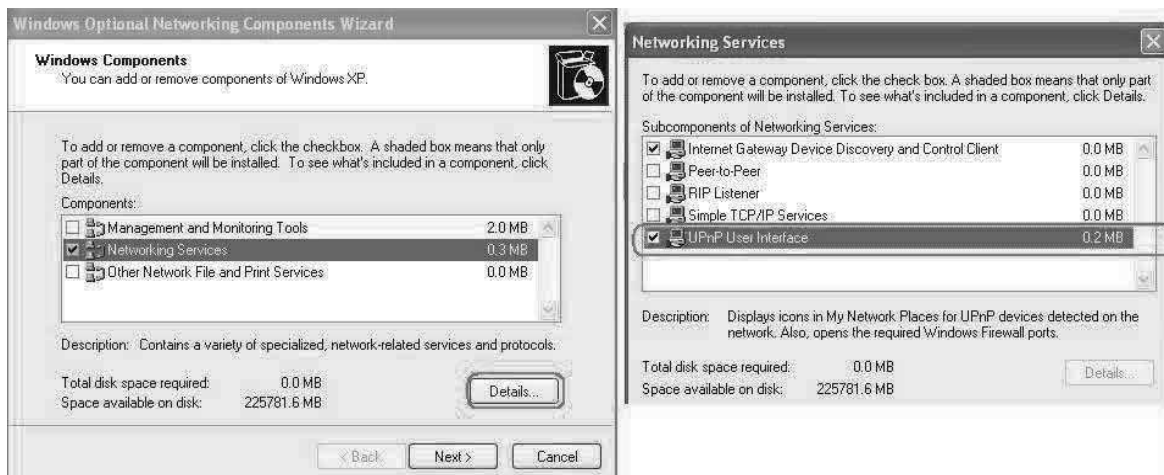 Windows Optional Networking Components Wizard
Windows Components
You can add or remove components of Windows XP.
To add or remove a component, click the checkbox. A shaded box means that only
part of the component will be installed. To see what's included in a component, click
Details.
Components:
Management and Monitoring Tools 2.0 MB
Networking Services 0.3 MB
Other Network File and Print Services 0.0 MB
Description: Contains a variety of specialized, network-related services and protocols.
Total disk space required: 0.0 MB
Space available on disk: 225781.6 MB
Details...
< Back
Next >
Cancel
Networking Services
To add or remove a component, click the check box. A shaded box means that only part
of the component will be installed. To see what's included in a component, click Details.
Subcomponents of Networking Services:
Internet Gateway Device Discovery and Control Client 0.0 MB
Peer-to-Peer 0.0 MB
RIP Listener 0.0 MB
Simple TCP/IP Services 0.0 MB
UPnP User Interface 0.2 MB
Description: Displays icons in My Network Places for UPnP devices detected on the
network. Also, opens the required Windows Firewall ports.
Total disk space required: 0.0 MB
Space available on disk: 225781.6 MB
Details...